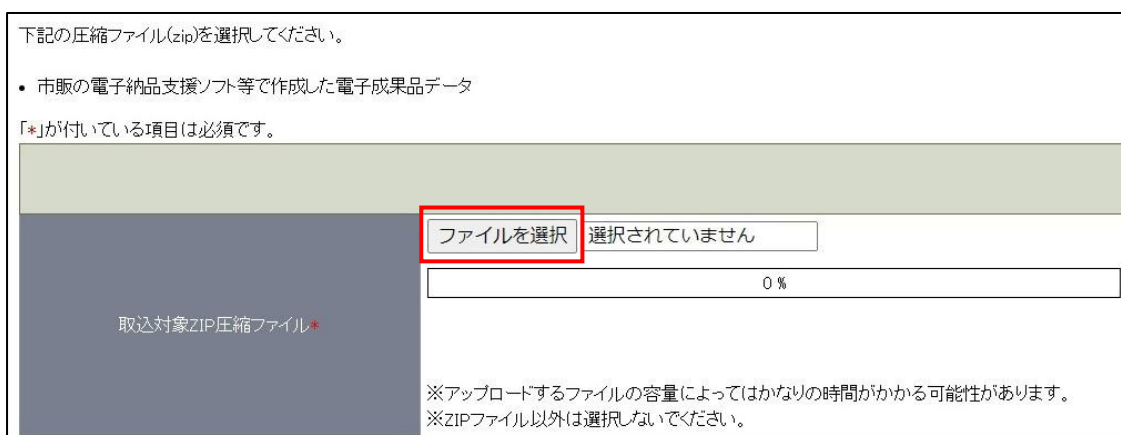 下記の圧縮ファイル(zip)を選択してください。
• 市販の電子納品支援ソフト等で作成した電子成果品データ
「*」が付いている項目は必須です。
ファイルを選択 選択されていません
0 %
取込対象ZIP圧縮ファイル*
※アップロードするファイルの容量によってはかなりの時間がかかる可能性があります。
※ZIPファイル以外は選択しないでください。